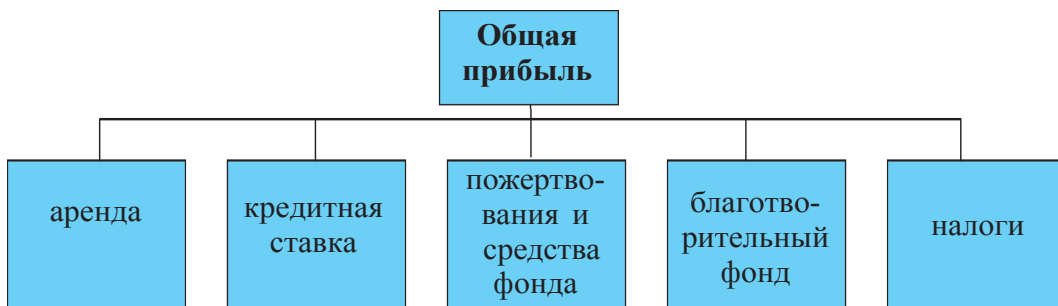 Общая
прибыль
аренда
кредитная
ставка
пожертво-
вания и
средства
фонда
благотво-
рительный
фонд
налоги